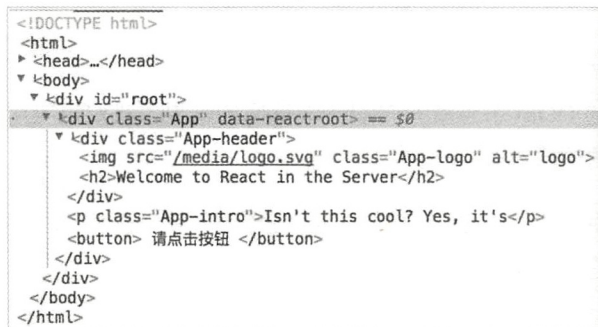 <!DOCTYPE html>
<html>
▶ <head>…</head>
▼ <body>
▼ <div id="root">
▼ <div class="App" data-reactroot> == $0
▼ <div class="App-header">
<img src="/media/logo.svg" class="App-logo" alt="logo">
<h2>Welcome to React in the Server</h2>
</div>
<p class="App-intro">Isn't this cool? Yes, it's</p>
<button> 请点击按钮 </button>
</div>
</div>
</body>
</html>